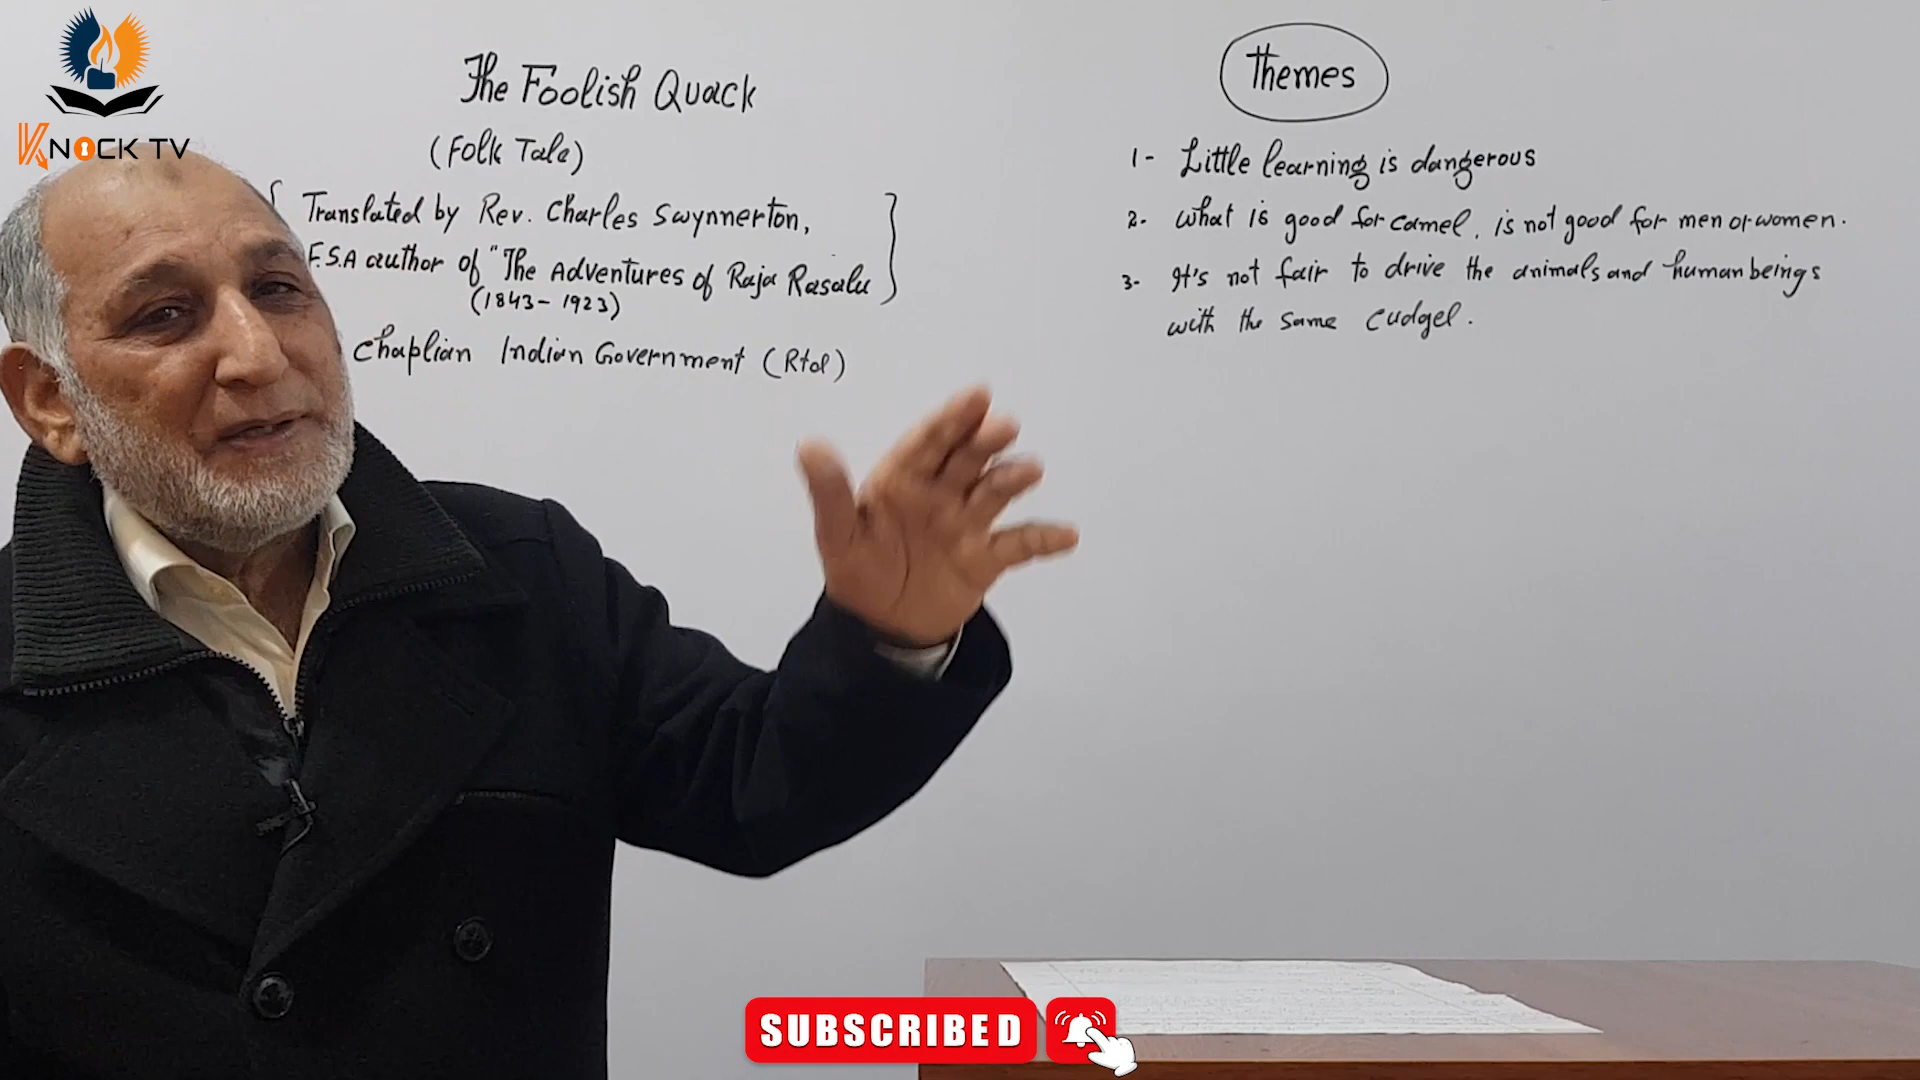 KNOCK TV
The Foolish Quack
(Folk Tale)
Translated by Rev. Charles Swynnerton,
F.S.A author of "The Adventures of Raja Rasalu
(1843-1923)
Chaplian Indian Government (Rtd)
Themes
1- Little learning is dangerous
2. What is good for camel, is not good for men or women.
3- It's not fair to drive the animals and human beings
with the same cudgel.
SUBSCRIBED